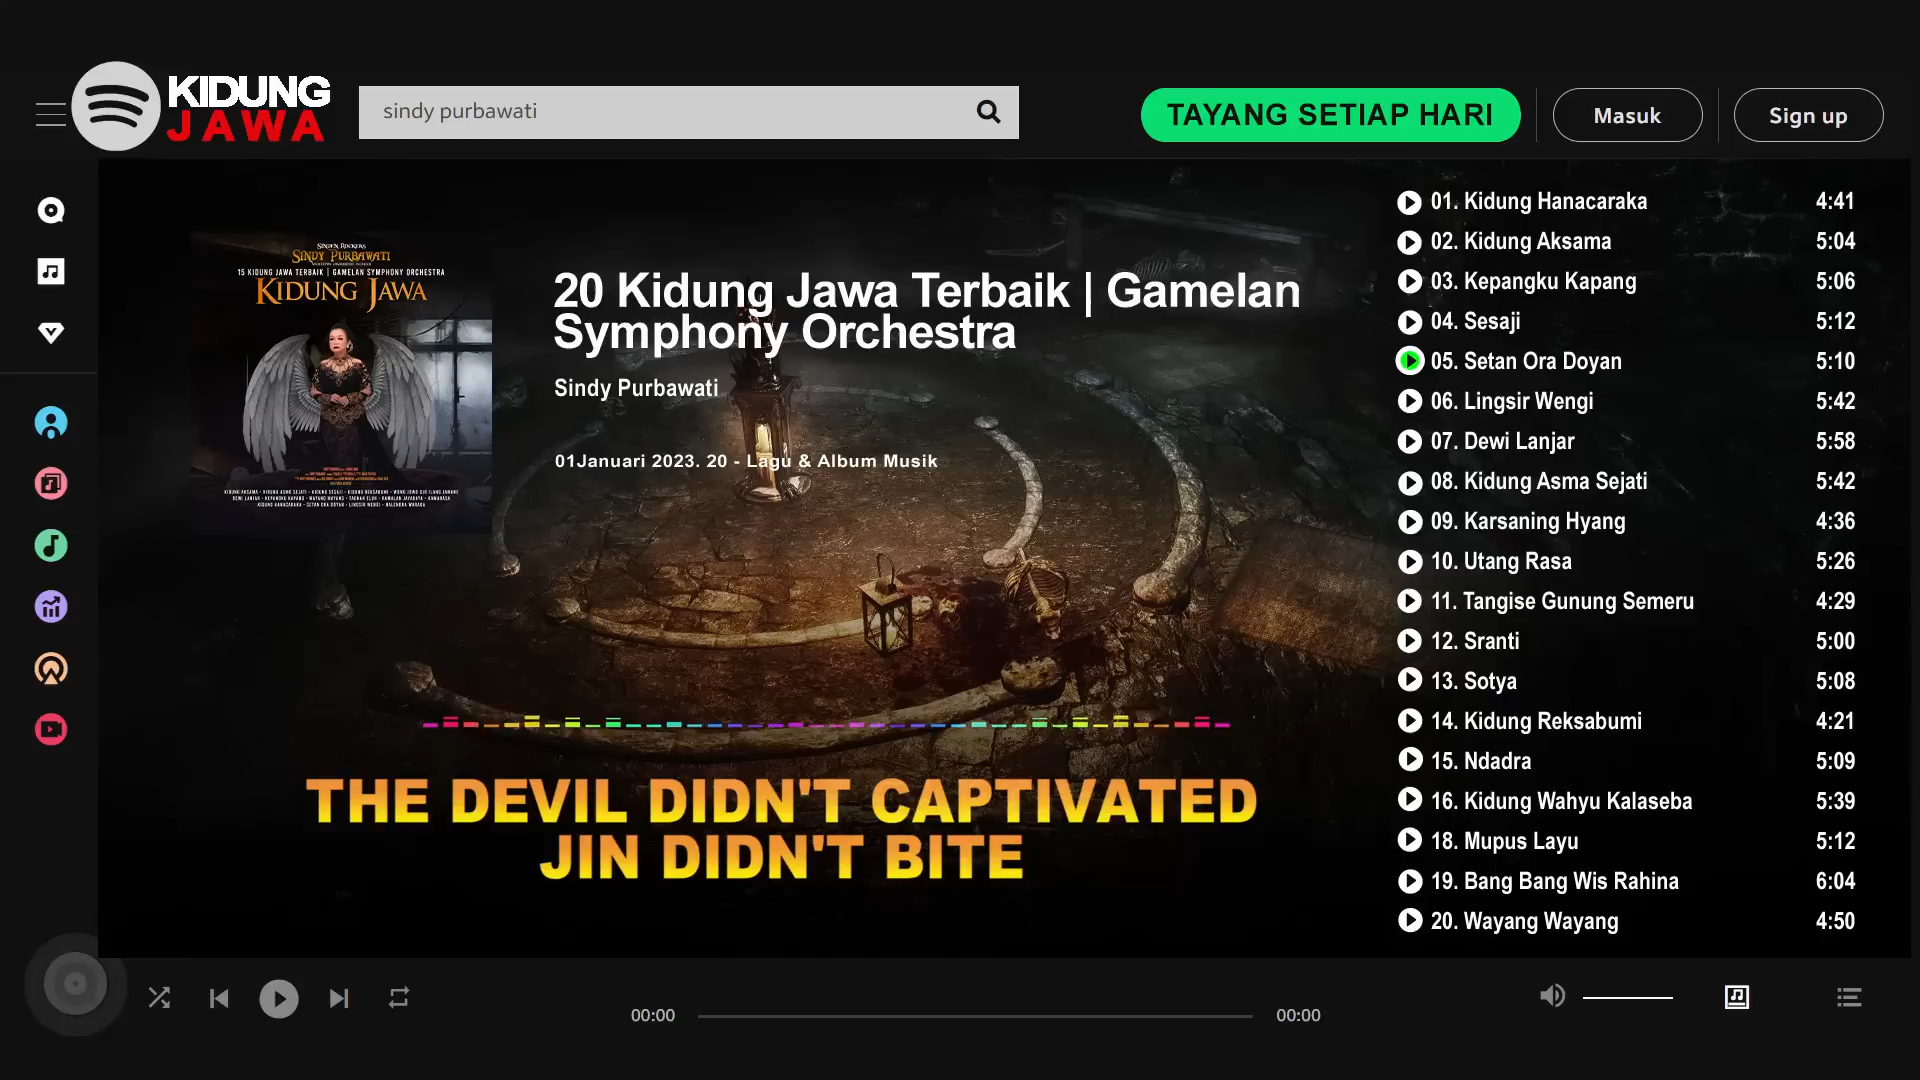 KIDUNG
JAWA
sindy purbawati
TAYANG SETIAP HARI
Masuk
Sign up
SINDEN ROCKERS
SINDY PURBAWATI
15 KIDUNG JAWA TERBAIK | GAMELAN SYMPHONY ORCHESTRA
KIDUNG JAWA
20 Kidung Jawa Terbaik | Gamelan
Symphony Orchestra
Sindy Purbawati
01Januari 2023. 20 - Lagu & Album Musik
THE DEVIL DIDN'T CAPTIVATED
JIN DIDN'T BITE
01. Kidung Hanacaraka 4:41
02. Kidung Aksama 5:04
03. Kepangku Kapang 5:06
04. Sesaji 5:12
05. Setan Ora Doyan 5:10
06. Lingsir Wengi 5:42
07. Dewi Lanjar 5:58
08. Kidung Asma Sejati 5:42
09. Karsaning Hyang 4:36
10. Utang Rasa 5:26
11. Tangise Gunung Semeru 4:29
12. Sranti 5:00
13. Sotya 5:08
14. Kidung Reksabumi 4:21
15. Ndadra 5:09
16. Kidung Wahyu Kalaseba 5:39
18. Mupus Layu 5:12
19. Bang Bang Wis Rahina 6:04
20. Wayang Wayang 4:50
00:00
00:00